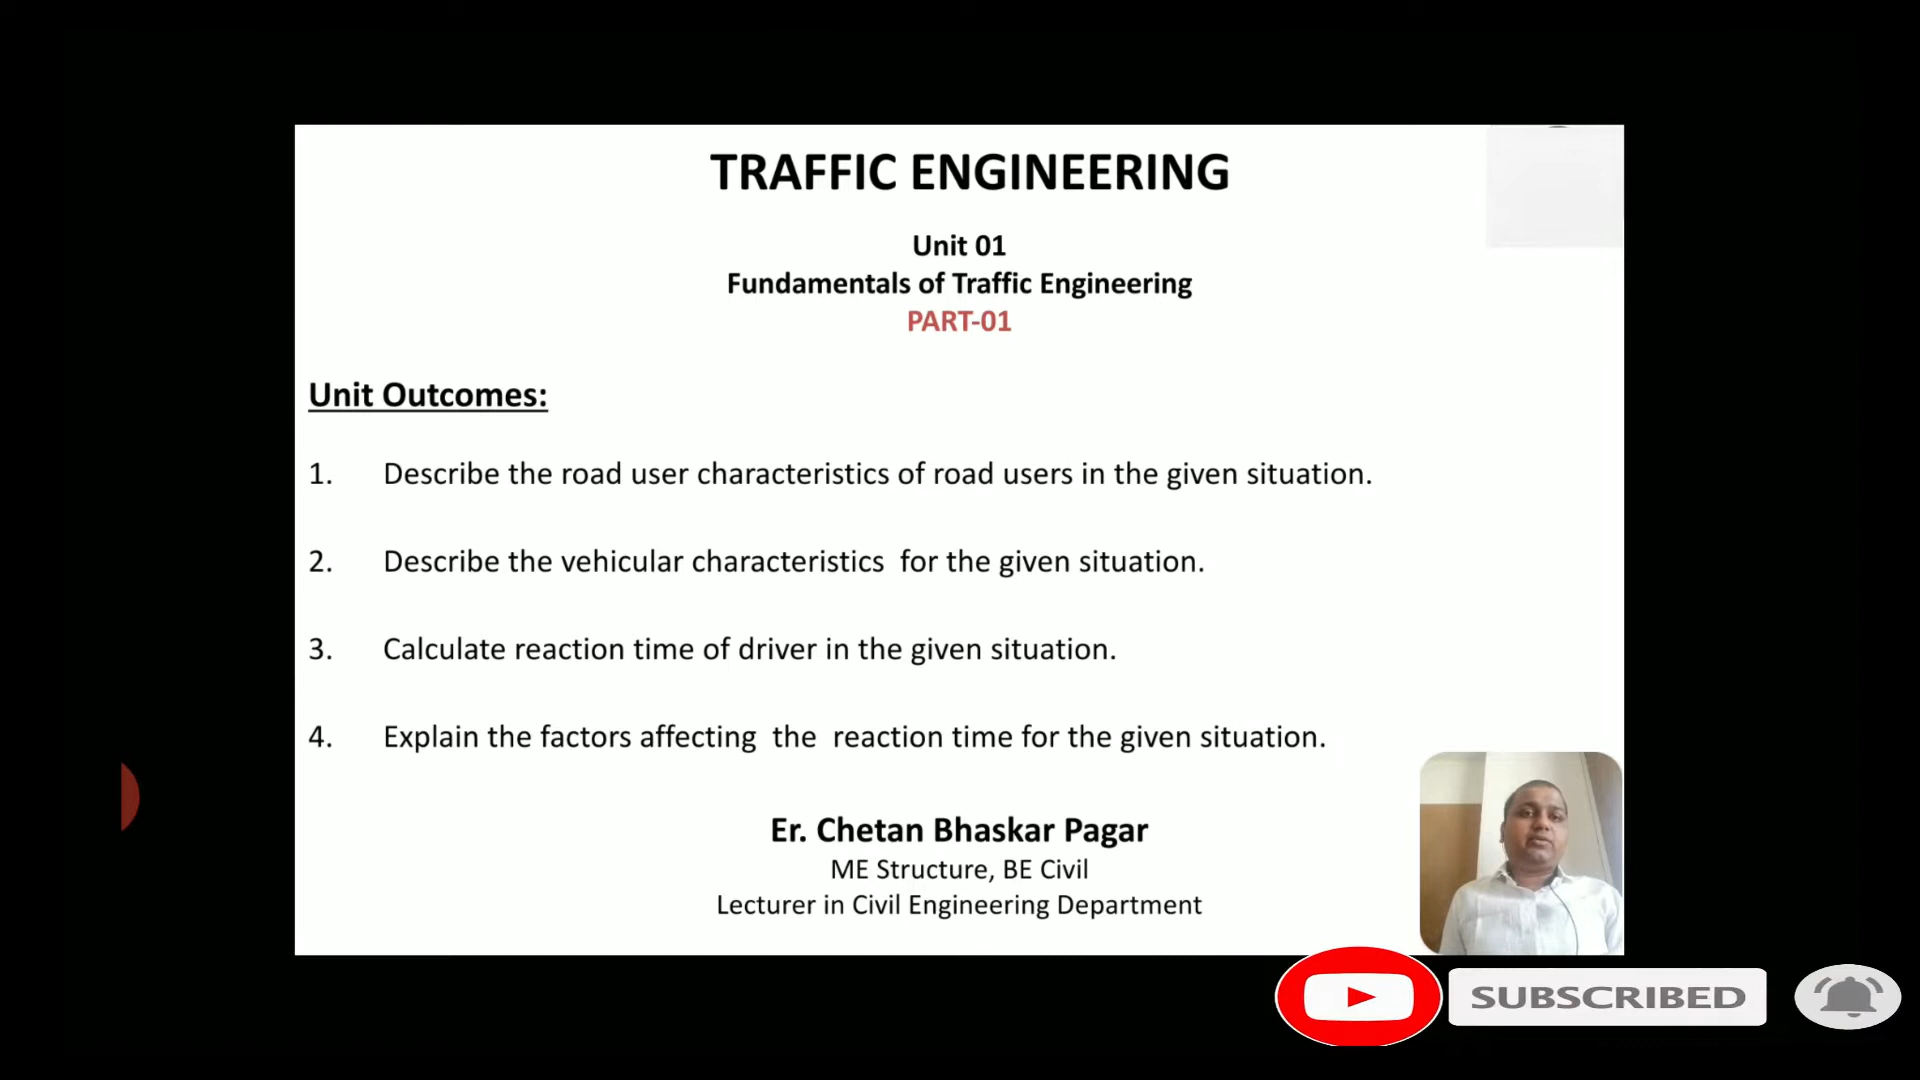 TRAFFIC ENGINEERING
Unit 01
Fundamentals of Traffic Engineering
PART-01
Unit Outcomes:
1. Describe the road user characteristics of road users in the given situation.
2. Describe the vehicular characteristics for the given situation.
3. Calculate reaction time of driver in the given situation.
4. Explain the factors affecting the reaction time for the given situation.
Er. Chetan Bhaskar Pagar
ME Structure, BE Civil
Lecturer in Civil Engineering Department
SUBSCRIBED